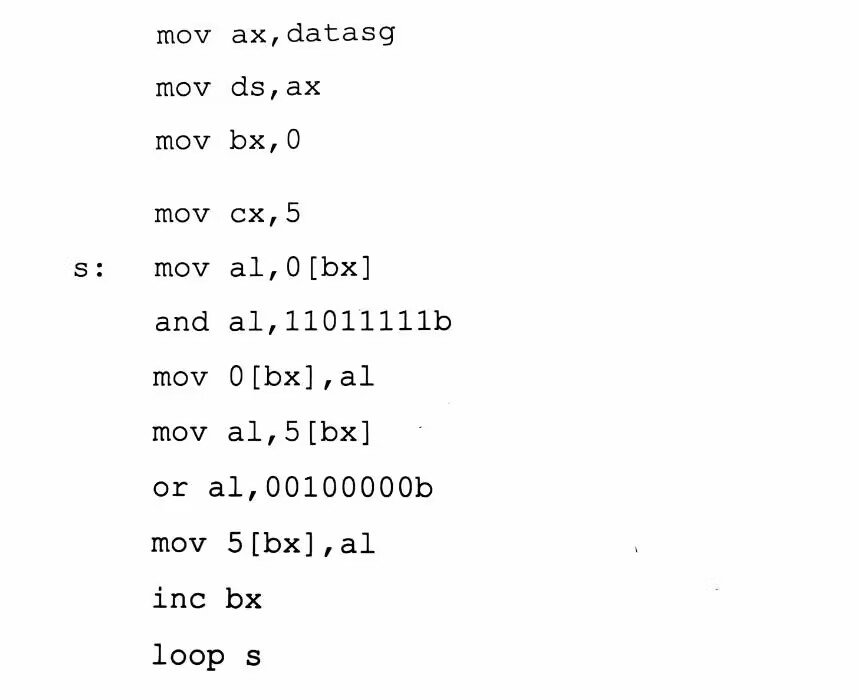 mov ax,datasg
mov ds,ax
mov bx,0
mov cx,5
s: mov al,0[bx]
and al,11011111b
mov 0[bx],al
mov al,5[bx]
or al,00100000b
mov 5[bx],al
inc bx
loop s